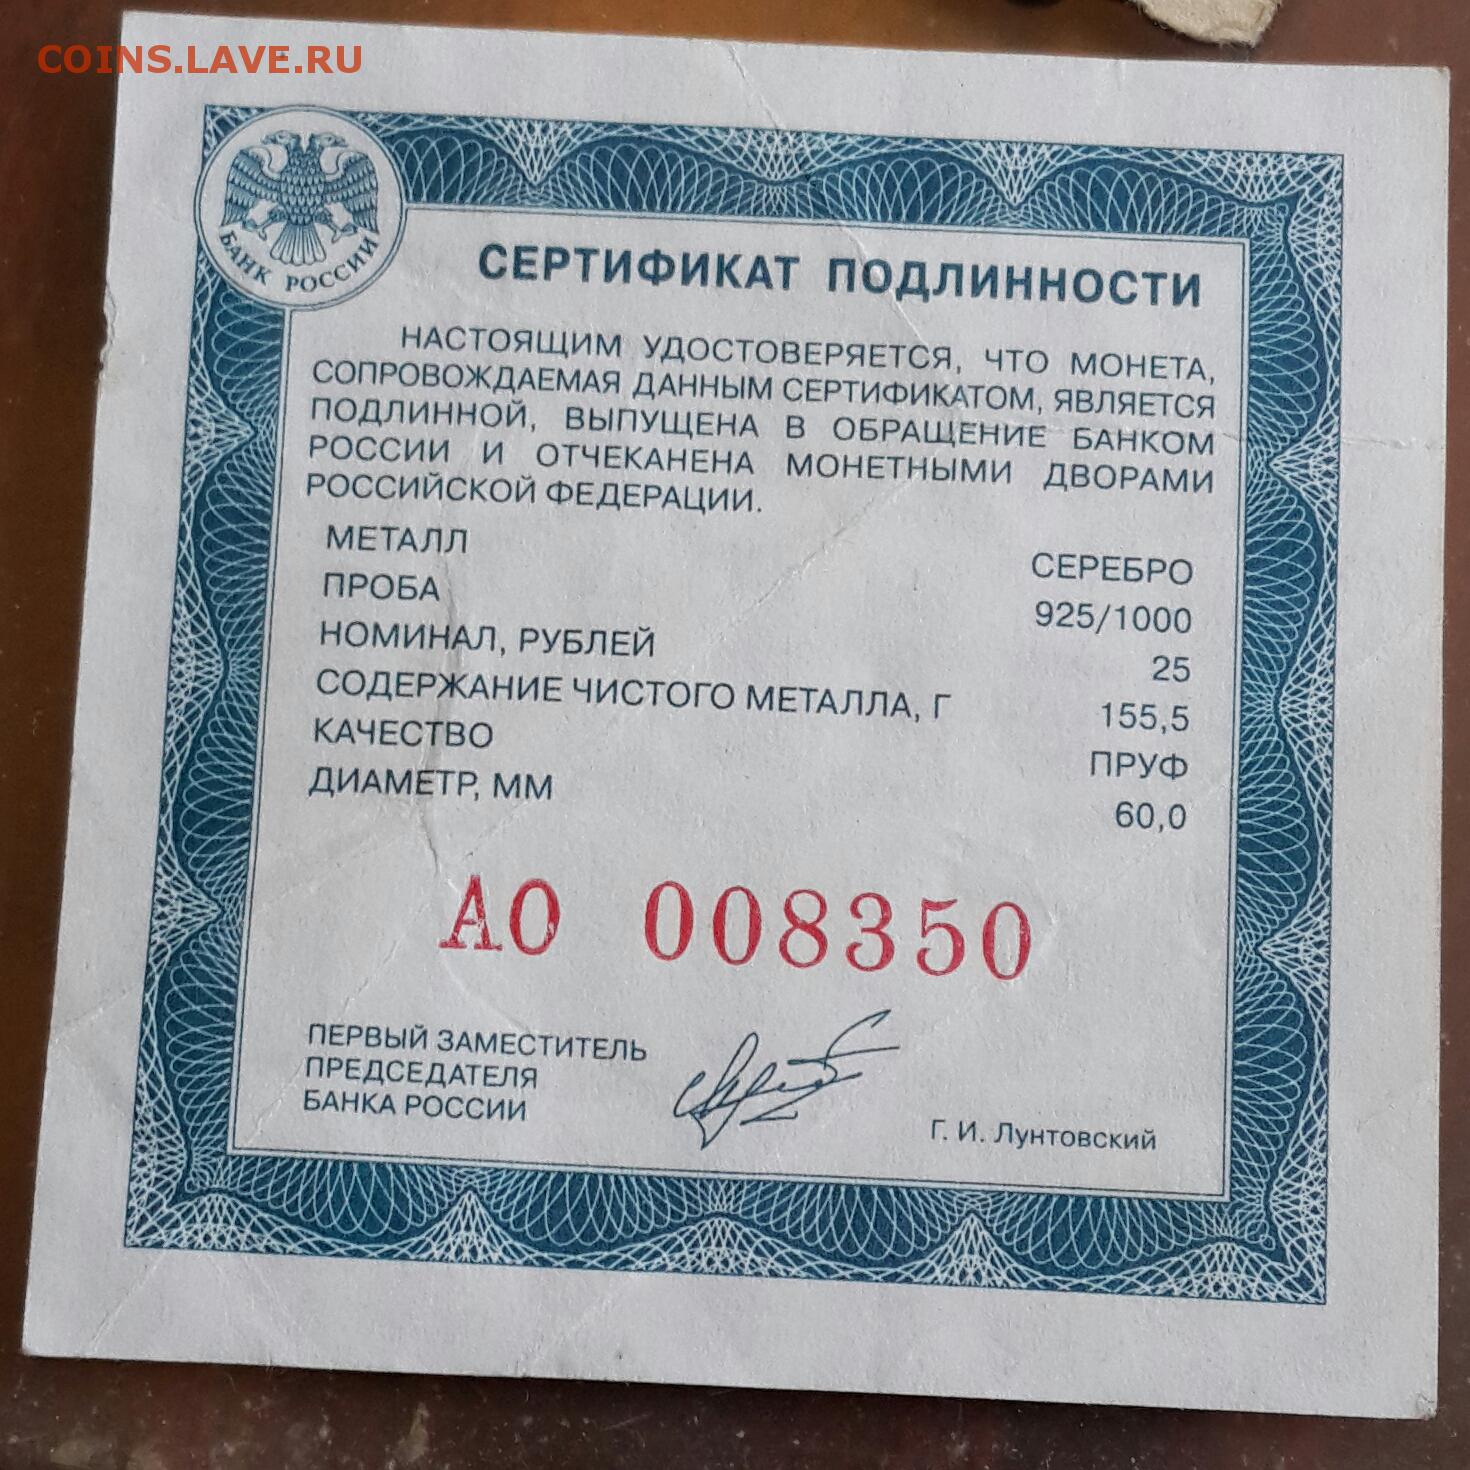 COINS.LAVE.RU
БАНК РОССИИ
СЕРТИФИКАТ ПОДЛИННОСТИ
НАСТОЯЩИМ УДОСТОВЕРЯЕТСЯ, ЧТО МОНЕТА,
СОПРОВОЖДАЕМАЯ ДАННЫМ СЕРТИФИКАТОМ, ЯВЛЯЕТСЯ
ПОДЛИННОЙ, ВЫПУЩЕНА В ОБРАЩЕНИЕ БАНКОМ
РОССИИ И ОТЧЕКАНЕНА МОНЕТНЫМИ ДВОРАМИ
РОССИЙСКОЙ ФЕДЕРАЦИИ.
МЕТАЛЛ СЕРЕБРО
ПРОБА 925/1000
НОМИНАЛ, РУБЛЕЙ 25
СОДЕРЖАНИЕ ЧИСТОГО МЕТАЛЛА, Г 155,5
КАЧЕСТВО ПРУФ
ДИАМЕТР, ММ 60,0
АО 008350
ПЕРВЫЙ ЗАМЕСТИТЕЛЬ
ПРЕДСЕДАТЕЛЯ
БАНКА РОССИИ
Г. И. Лунтовский